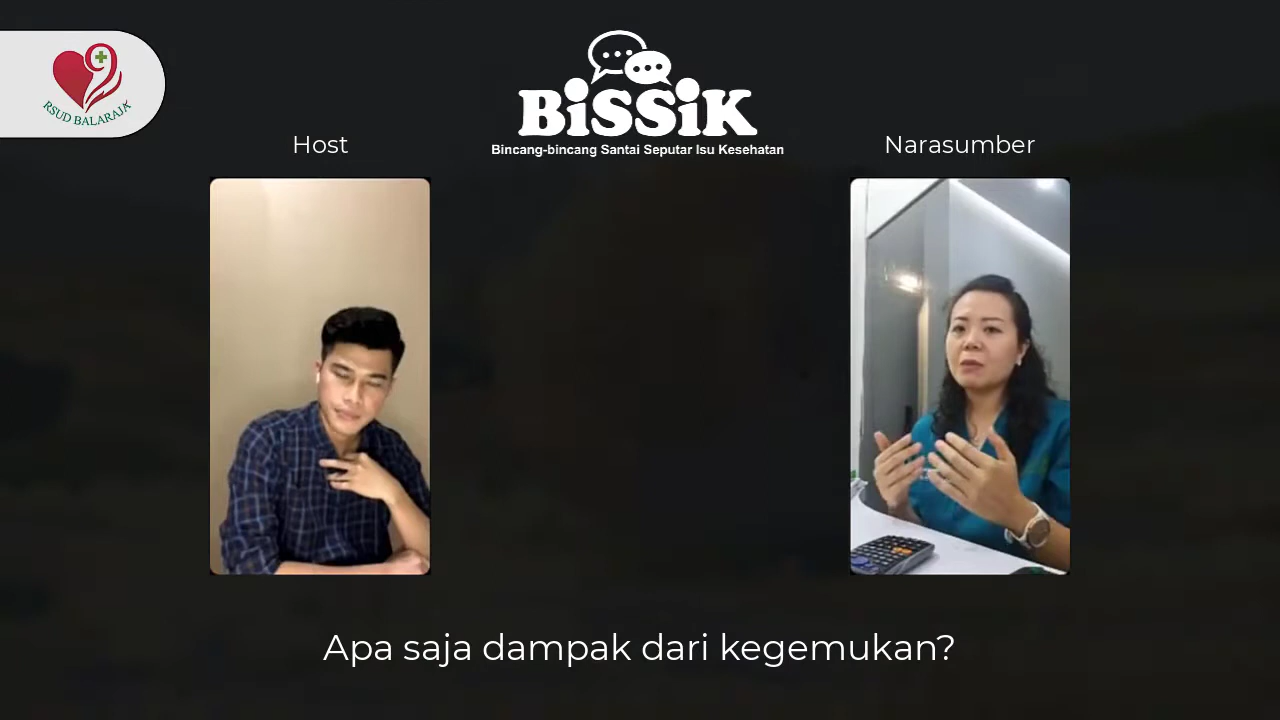 RSUD BALARAJA
BiSSiK
Bincang-bincang Santai Seputar Isu Kesehatan
Host
Narasumber
Apa saja dampak dari kegemukan?